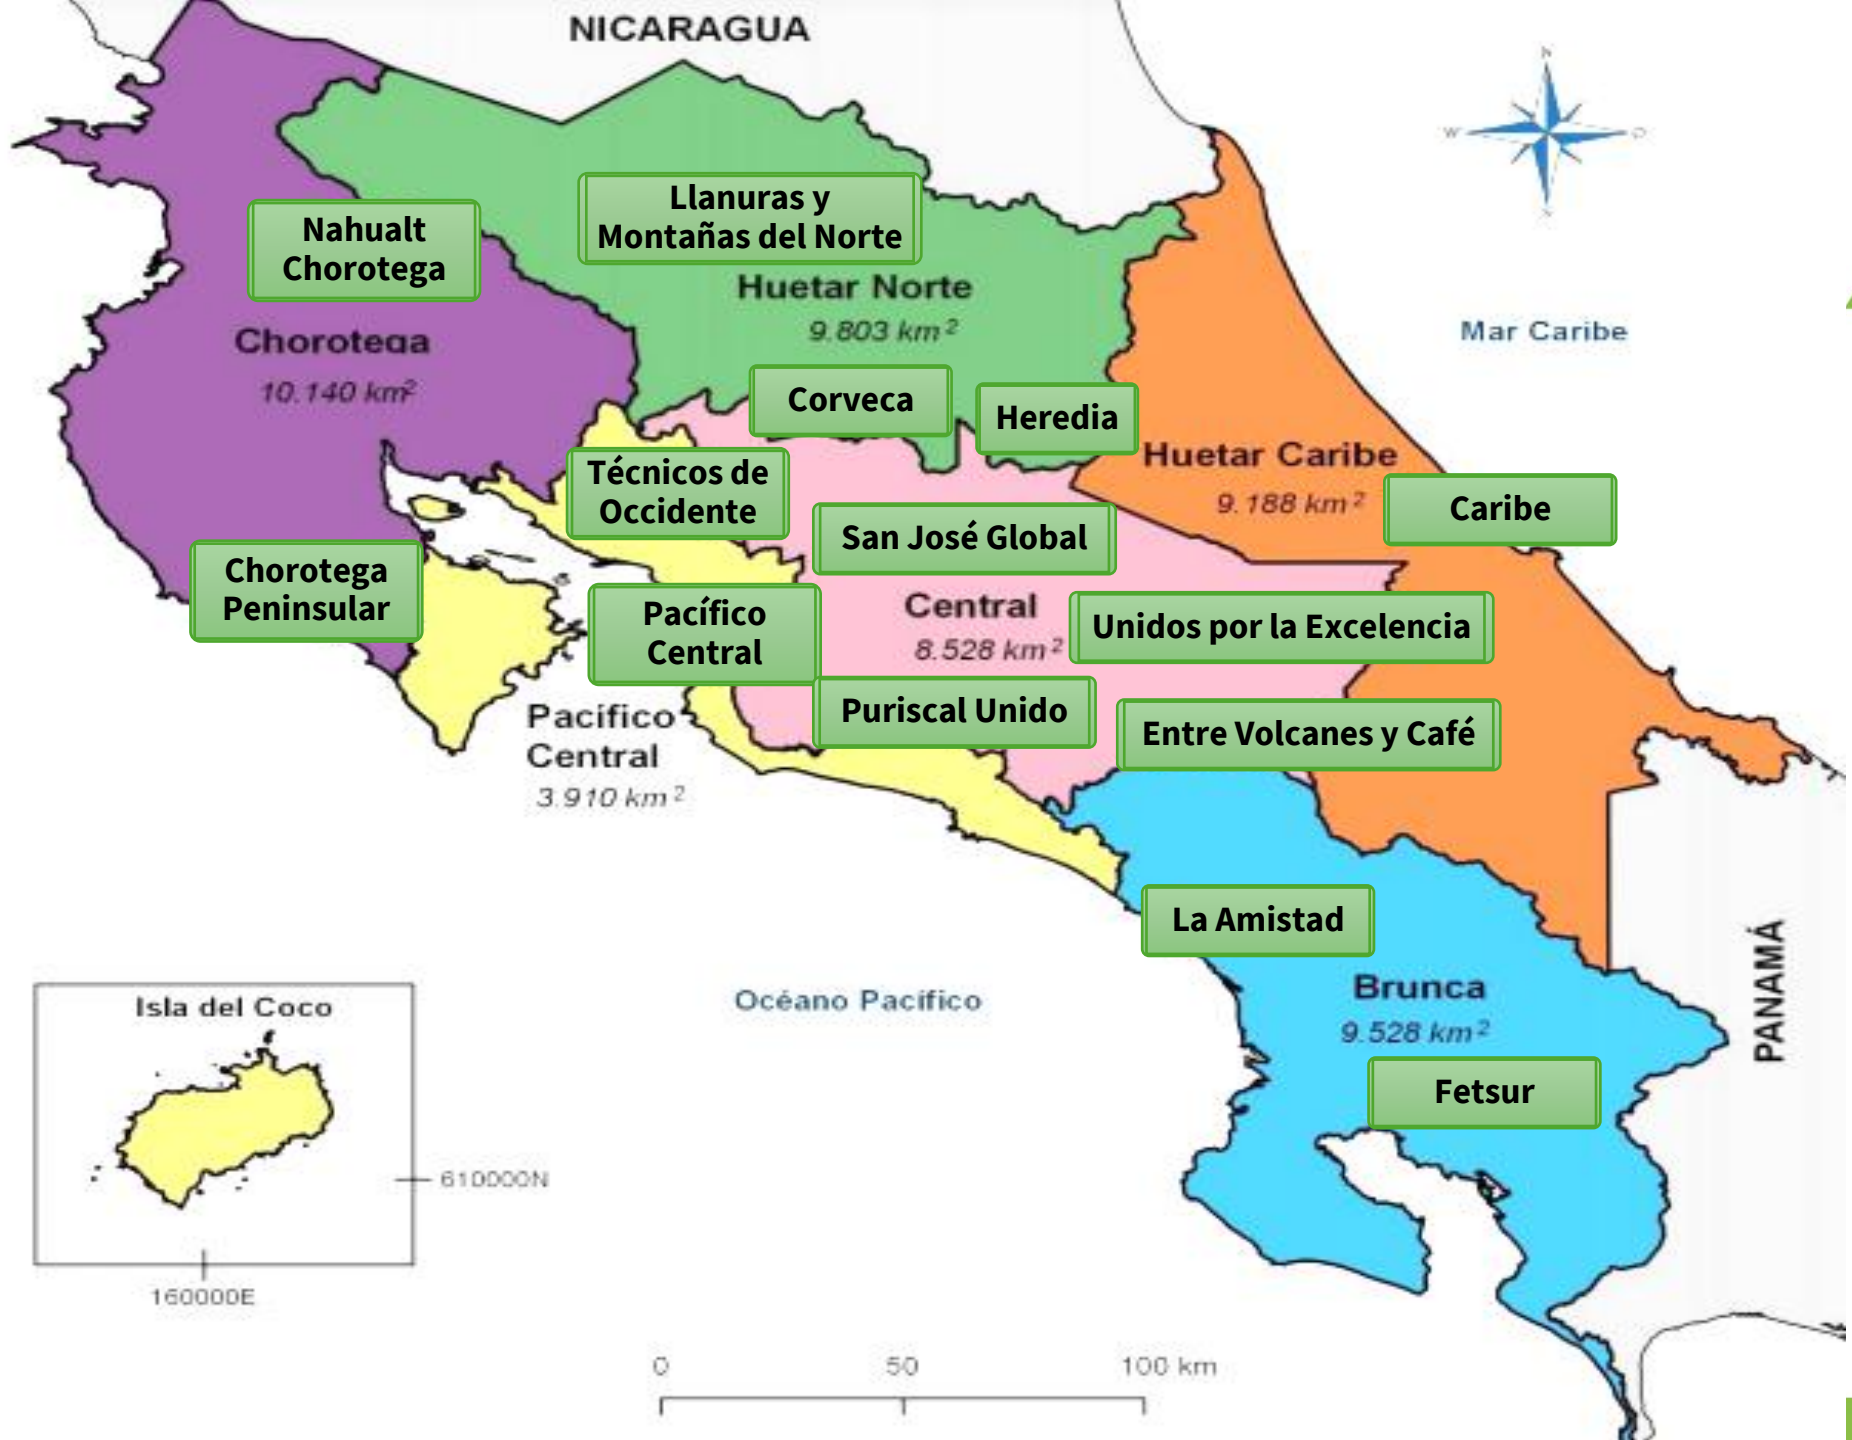 NICARAGUA
N
W
O
N
Llanuras y
Montañas del Norte
Nahualt
Chorotega
Huetar Norte
9.803 km²
Mar Caribe
Chorotega
10.140 km²
Corveca
Heredia
Huetar Caribe
9.188 km²
Técnicos de
Occidente
Caribe
San José Global
Chorotega
Peninsular
Pacífico
Central
Central
8.528 km²
Unidos por la Excelencia
Puriscal Unido
Entre Volcanes y Café
Pacífico
Central
3.910 km²
La Amistad
PANAMÁ
Brunca
9.528 km²
Océano Pacífico
Isla del Coco
Fetsur
610000N
160000E
0 50 100 km